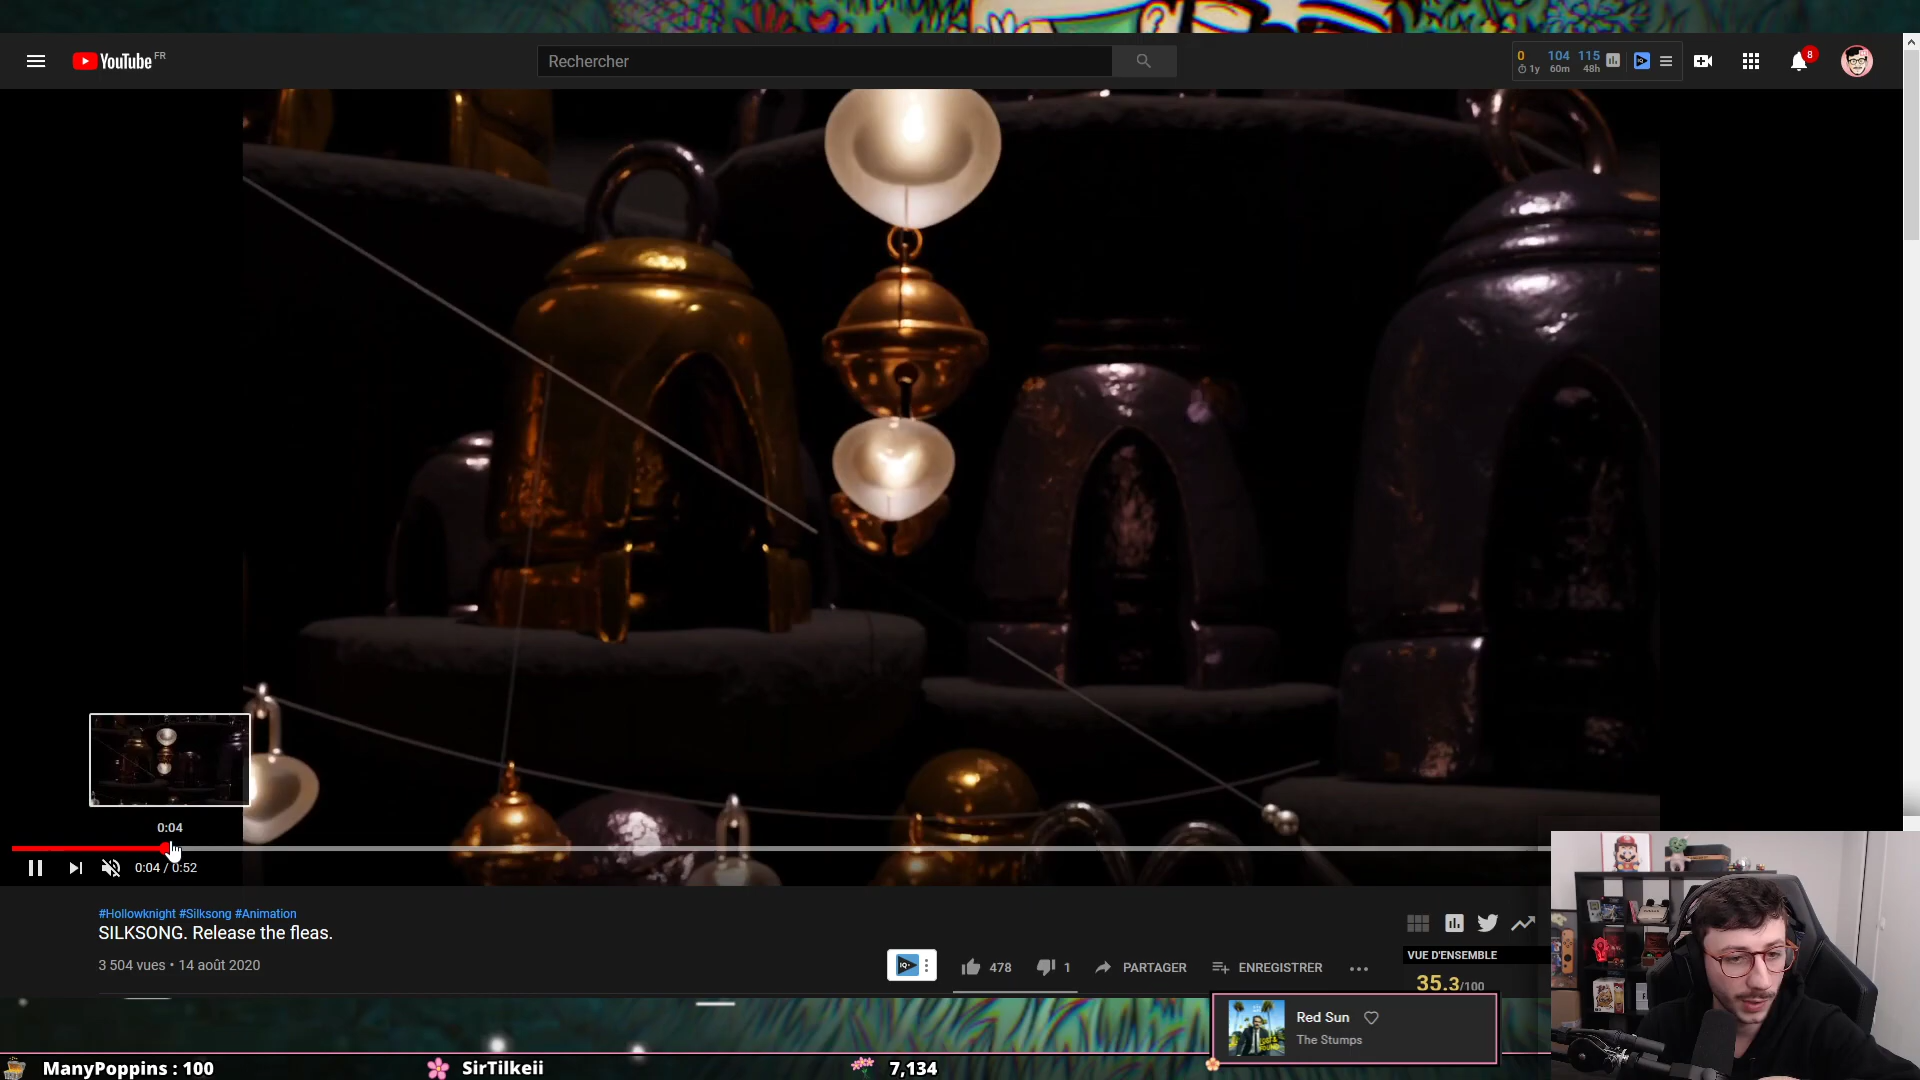 YouTube FR
Rechercher
0 104 115
1y 60m 48h
8
0:04
0:04 / 0:52
#Hollowknight #Silksong #Animation
SILKSONG. Release the fleas.
3 504 vues • 14 août 2020
IQ
478
1
PARTAGER
ENREGISTRER
VUE D'ENSEMBLE
35.3/100
Red Sun
The Stumps
ManyPoppins : 100
SirTilkeii
7,134